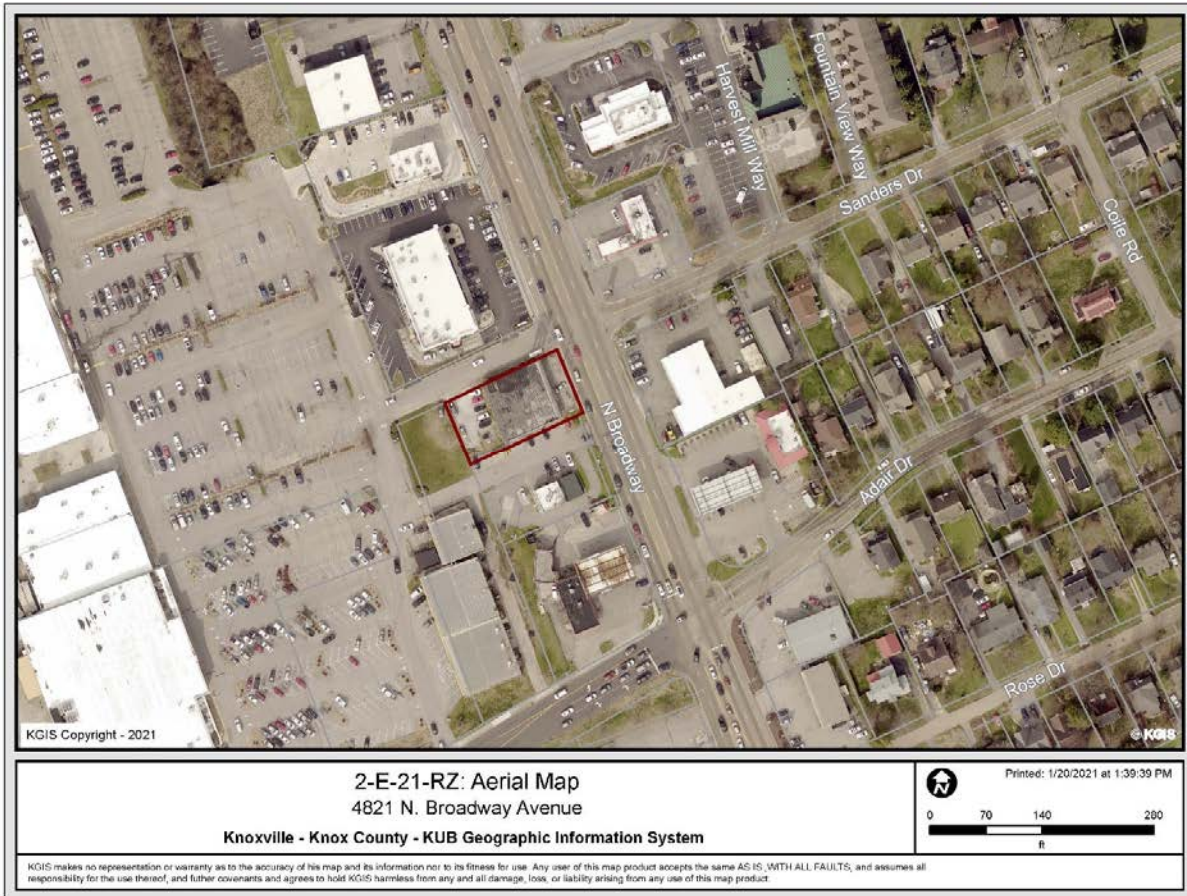 Harvest Mill Way
Fountain View Way
Sanders Dr
Coile Rd
N Broadway
Adair Dr
Rose Dr
KGIS Copyright - 2021
© KGIS
2-E-21-RZ: Aerial Map
4821 N. Broadway Avenue
Knoxville - Knox County - KUB Geographic Information System
N
Printed: 1/20/2021 at 1:39:39 PM
0 70 140 280
ft
KGIS makes no representation or warranty as to the accuracy of his map and its information nor to its fitness for use. Any user of this map product accepts the same AS IS ,WITH ALL FAULTS, and assumes all
responsibility for the use thereof, and futher covenants and agrees to hold KGIS harmless from any and all damage, loss, or liability arising from any use of this map product.